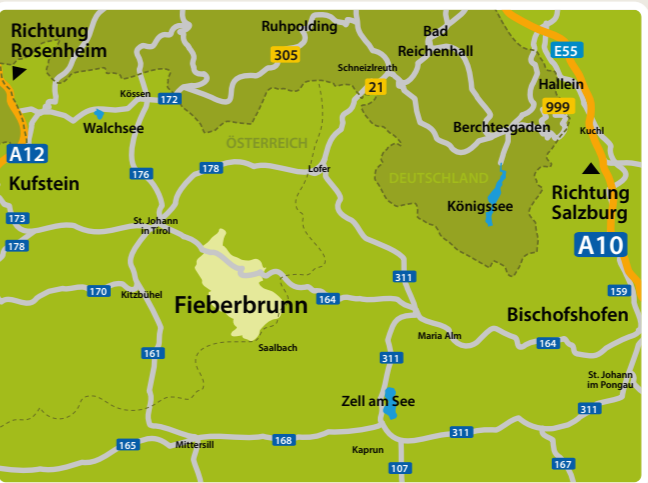 Richtung
Rosenheim
Ruhpolding
Bad
Reichenhall
305
E55
Schneizlreuth
21
Hallein
Kössen
172
999
Walchsee
Berchtesgaden
Kuchl
ÖSTERREICH
A12
178
Lofer
176
DEUTSCHLAND
Kufstein
Richtung
Salzburg
Königssee
173
St. Johann
in Tirol
178
A10
311
170
Kitzbühel
Fieberbrunn
164
159
Bischofshofen
Maria Alm
164
161
Saalbach
311
St. Johann
im Pongau
Zell am See
311
311
165
Mittersill
168
Kaprun
107
167